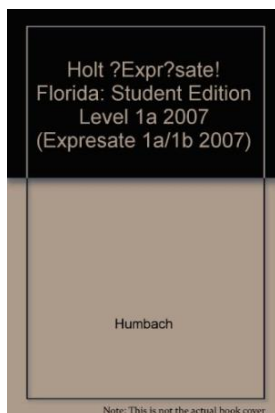 Holt ?Expr?sate!
Florida: Student Edition
Level 1a 2007
(Expresate 1a/1b 2007)
Humbach
Note: This is not the actual book cover